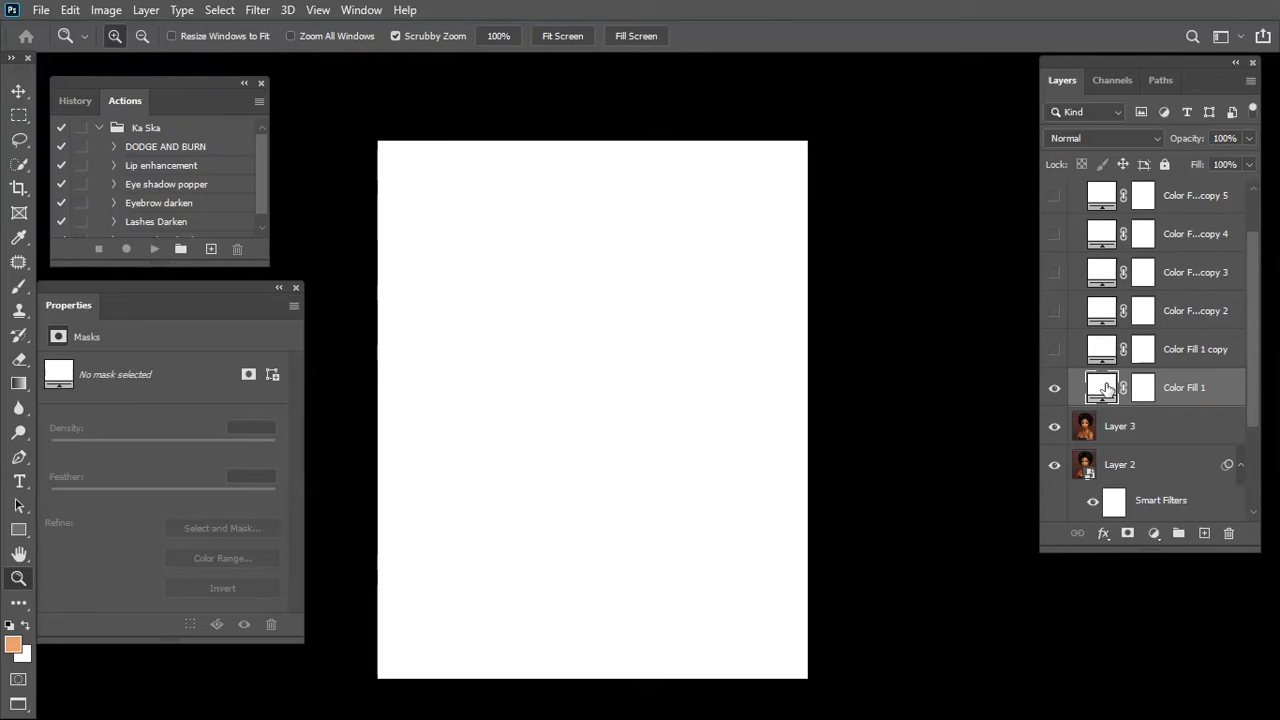 Ps File Edit Image Layer Type Select Filter 3D View Window Help
Resize Windows to Fit Zoom All Windows Scrubby Zoom 100% Fit Screen Fill Screen
History Actions
Ka Ska
DODGE AND BURN
Lip enhancement
Eye shadow popper
Eyebrow darken
Lashes Darken
Properties
Masks
No mask selected
Density:
Feather:
Refine:
Select and Mask...
Color Range...
Invert
Layers Channels Paths
Kind
Normal Opacity: 100%
Lock: Fill: 100%
Color F...copy 5
Color F...copy 4
Color F...copy 3
Color F...copy 2
Color Fill 1 copy
Color Fill 1
Layer 3
Layer 2
Smart Filters
fx